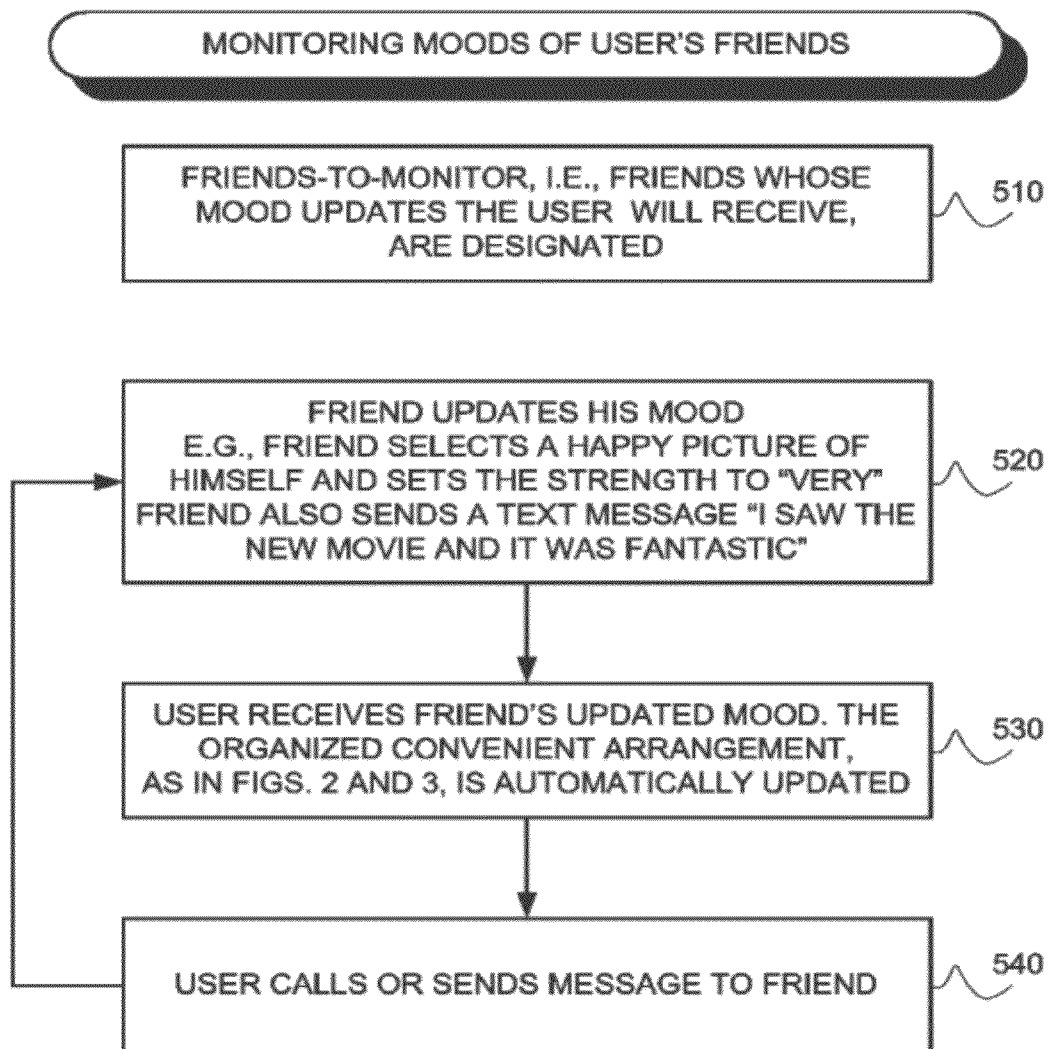 MONITORING MOODS OF USER'S FRIENDS
FRIENDS-TO-MONITOR, I.E., FRIENDS WHOSE
MOOD UPDATES THE USER WILL RECEIVE,
ARE DESIGNATED
510
FRIEND UPDATES HIS MOOD
E.G., FRIEND SELECTS A HAPPY PICTURE OF
HIMSELF AND SETS THE STRENGTH TO "VERY"
FRIEND ALSO SENDS A TEXT MESSAGE "I SAW THE
NEW MOVIE AND IT WAS FANTASTIC"
520
USER RECEIVES FRIEND'S UPDATED MOOD. THE
ORGANIZED CONVENIENT ARRANGEMENT,
AS IN FIGS. 2 AND 3, IS AUTOMATICALLY UPDATED
530
USER CALLS OR SENDS MESSAGE TO FRIEND
540